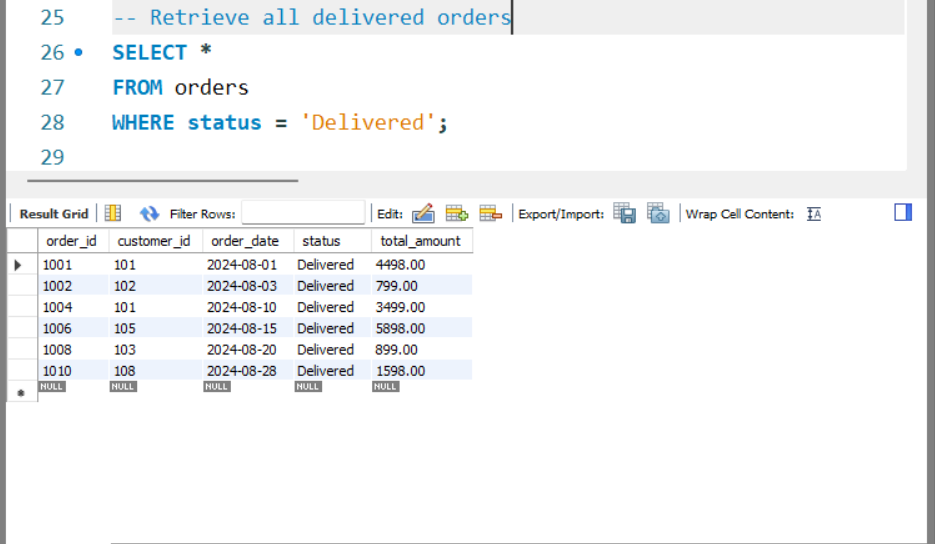 25 -- Retrieve all delivered orders
26 SELECT *
27 FROM orders
28 WHERE status = 'Delivered';
29
Result Grid Filter Rows: Edit: Export/Import: Wrap Cell Content: IA
order_id customer_id order_date status total_amount
1001 101 2024-08-01 Delivered 4498.00
1002 102 2024-08-03 Delivered 799.00
1004 101 2024-08-10 Delivered 3499.00
1006 105 2024-08-15 Delivered 5898.00
1008 103 2024-08-20 Delivered 899.00
1010 108 2024-08-28 Delivered 1598.00
NULL NULL NULL NULL NULL